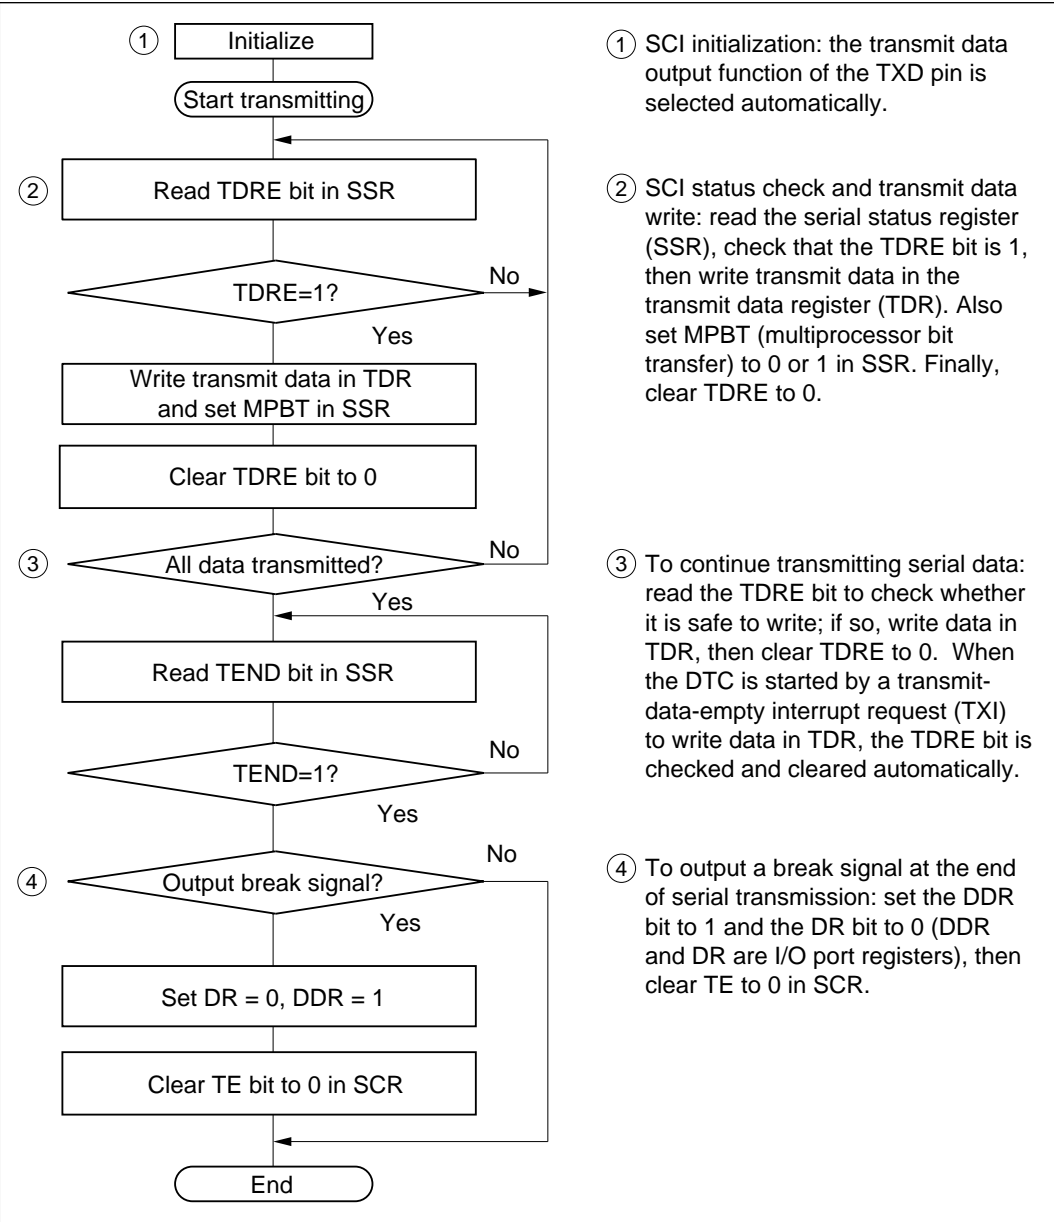 1 Initialize
Start transmitting
2 Read TDRE bit in SSR
TDRE=1?
No
Yes
Write transmit data in TDR
and set MPBT in SSR
Clear TDRE bit to 0
3 All data transmitted?
No
Yes
Read TEND bit in SSR
TEND=1?
No
Yes
4 Output break signal?
No
Yes
Set DR = 0, DDR = 1
Clear TE bit to 0 in SCR
End
1 SCI initialization: the transmit data
output function of the TXD pin is
selected automatically.
2 SCI status check and transmit data
write: read the serial status register
(SSR), check that the TDRE bit is 1,
then write transmit data in the
transmit data register (TDR). Also
set MPBT (multiprocessor bit
transfer) to 0 or 1 in SSR. Finally,
clear TDRE to 0.
3 To continue transmitting serial data:
read the TDRE bit to check whether
it is safe to write; if so, write data in
TDR, then clear TDRE to 0.  When
the DTC is started by a transmit-
data-empty interrupt request (TXI)
to write data in TDR, the TDRE bit is
checked and cleared automatically.
4 To output a break signal at the end
of serial transmission: set the DDR
bit to 1 and the DR bit to 0 (DDR
and DR are I/O port registers), then
clear TE to 0 in SCR.